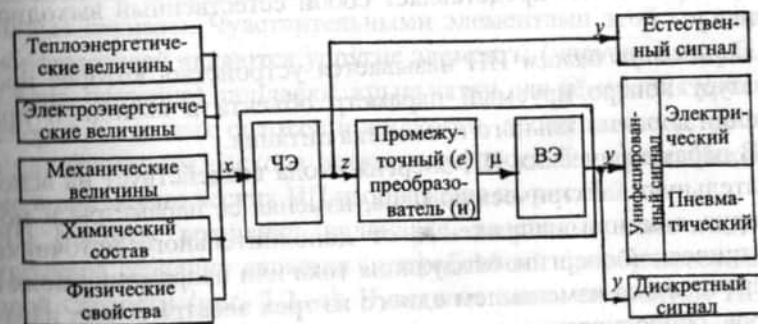 Теплоэнергетиче-
ские величины
Электроэнергетиче-
ские величины
Механические
величины
Химический
состав
Физические
свойства
x
ЧЭ
z
Промежу-
точный (е)
преобразо-
ватель (и)
μ
ВЭ
y
Естествен-
ный сигнал
y
Унифицирован-
ный сигнал
Электри-
ческий
Пневма-
тический
y
Дискретный
сигнал